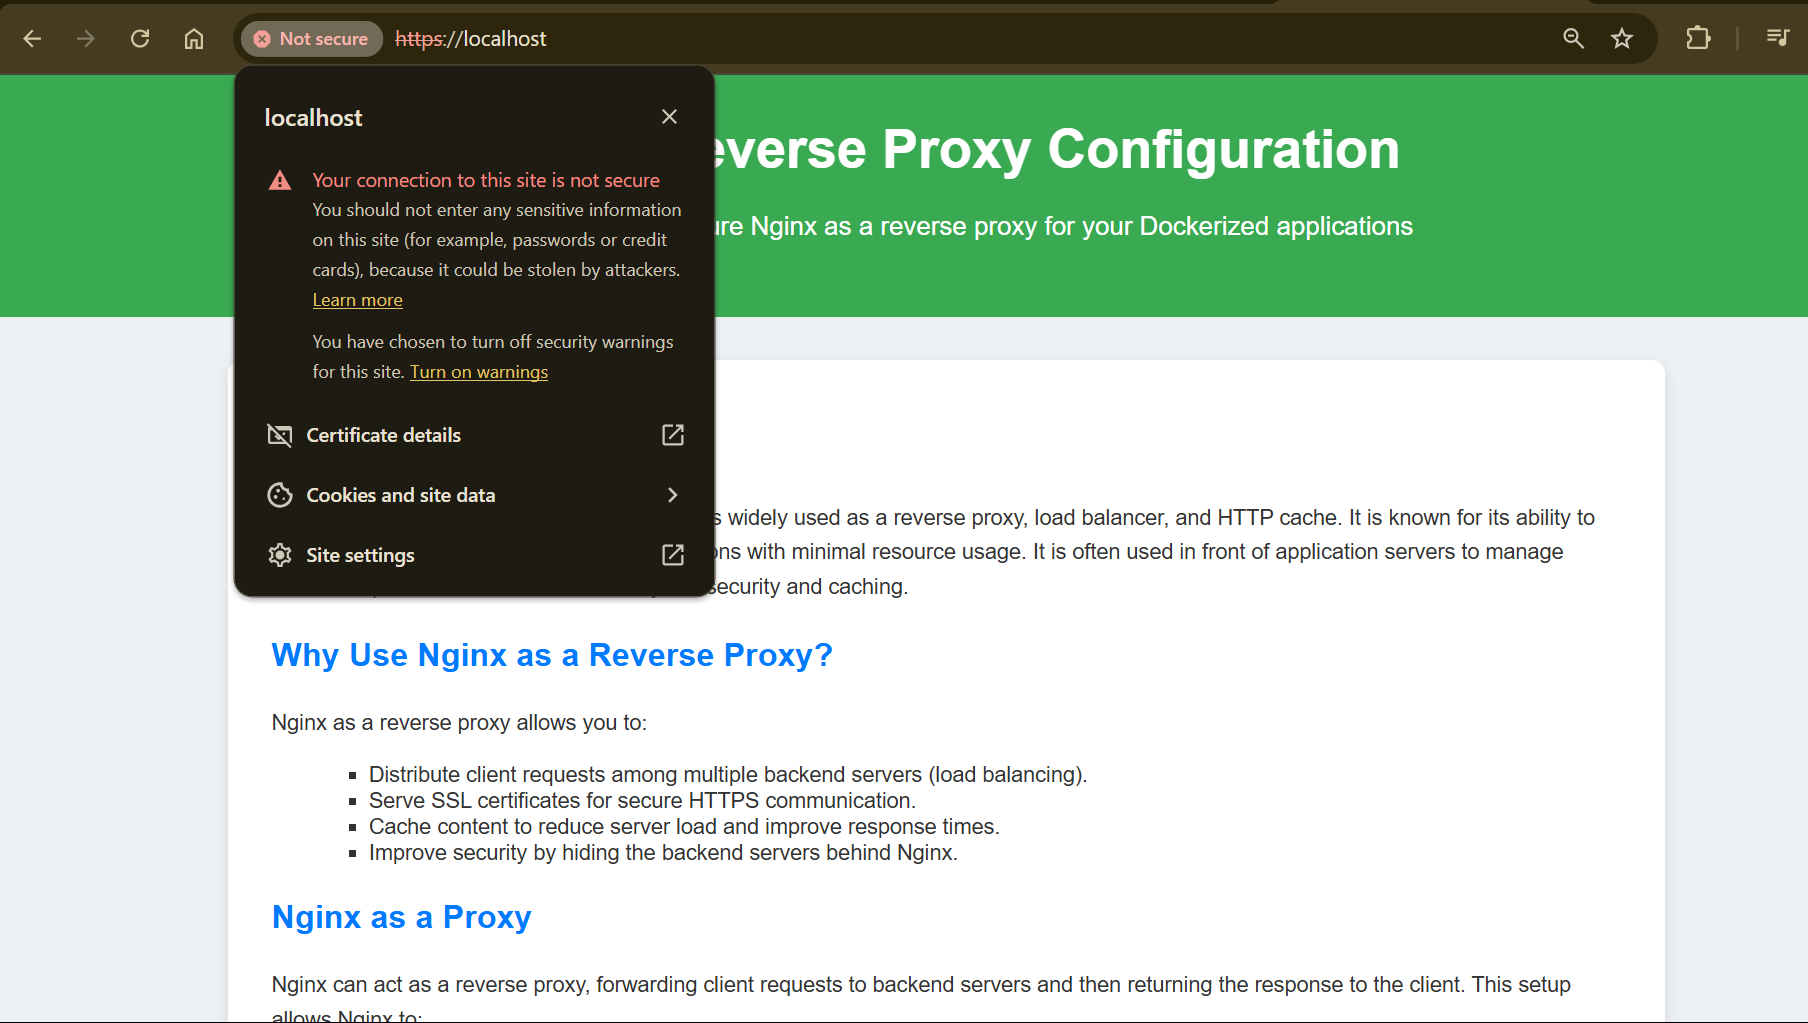 Not secure
https://localhost
localhost
Your connection to this site is not secure
You should not enter any sensitive information
on this site (for example, passwords or credit
cards), because it could be stolen by attackers.
Learn more
You have chosen to turn off security warnings
for this site. Turn on warnings
Certificate details
Cookies and site data
Site settings
everse Proxy Configuration
ure Nginx as a reverse proxy for your Dockerized applications
s widely used as a reverse proxy, load balancer, and HTTP cache. It is known for its ability to
ons with minimal resource usage. It is often used in front of application servers to manage
security and caching.
Why Use Nginx as a Reverse Proxy?
Nginx as a reverse proxy allows you to:
Distribute client requests among multiple backend servers (load balancing).
Serve SSL certificates for secure HTTPS communication.
Cache content to reduce server load and improve response times.
Improve security by hiding the backend servers behind Nginx.
Nginx as a Proxy
Nginx can act as a reverse proxy, forwarding client requests to backend servers and then returning the response to the client. This setup
allows Nginx to: